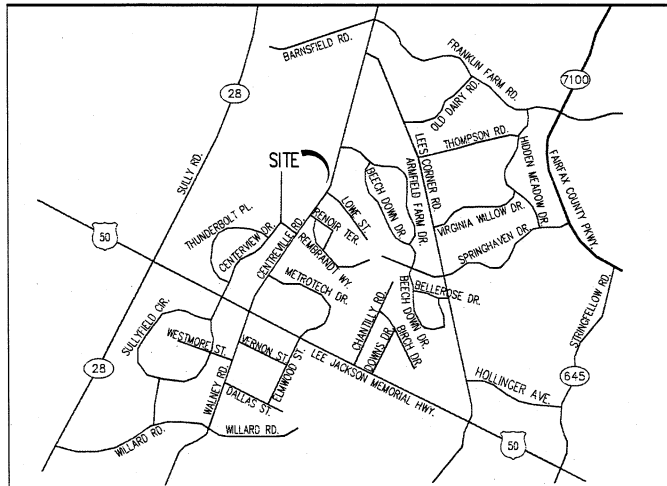 BARNSFIELD RD.
FRANKLIN FARM RD.
7100
28
OLD DAIRY RD.
SULLY RD.
LEES CORNER RD.
THOMPSON RD.
HIDDEN MEADOW DR.
FAIRFAX COUNTY PKWY.
SITE
BEECH DOWN DR.
ARMFIELD FARM DR.
THUNDERBOLT PL.
CENTERVIEW DR.
CENTREVILLE RD.
LOWE ST.
RENOIR TER.
REMBRANDT WY.
VIRGINIA WILLOW DR.
SPRINGHAVEN DR.
50
METROTECH DR.
BELLEROSE DR.
STRINGFELLOW RD.
SULLYFIELD CIR.
CHANTILLY RD.
BEECH DOWN DR.
BIRCH DR.
DOWNS DR.
WESTMORE ST.
VERNON ST.
ELMWOOD ST.
LEE JACKSON MEMORIAL HWY.
28
WALNEY RD.
DALLAS ST.
HOLLINGER AVE.
645
WILLARD RD.
WILLARD RD.
50